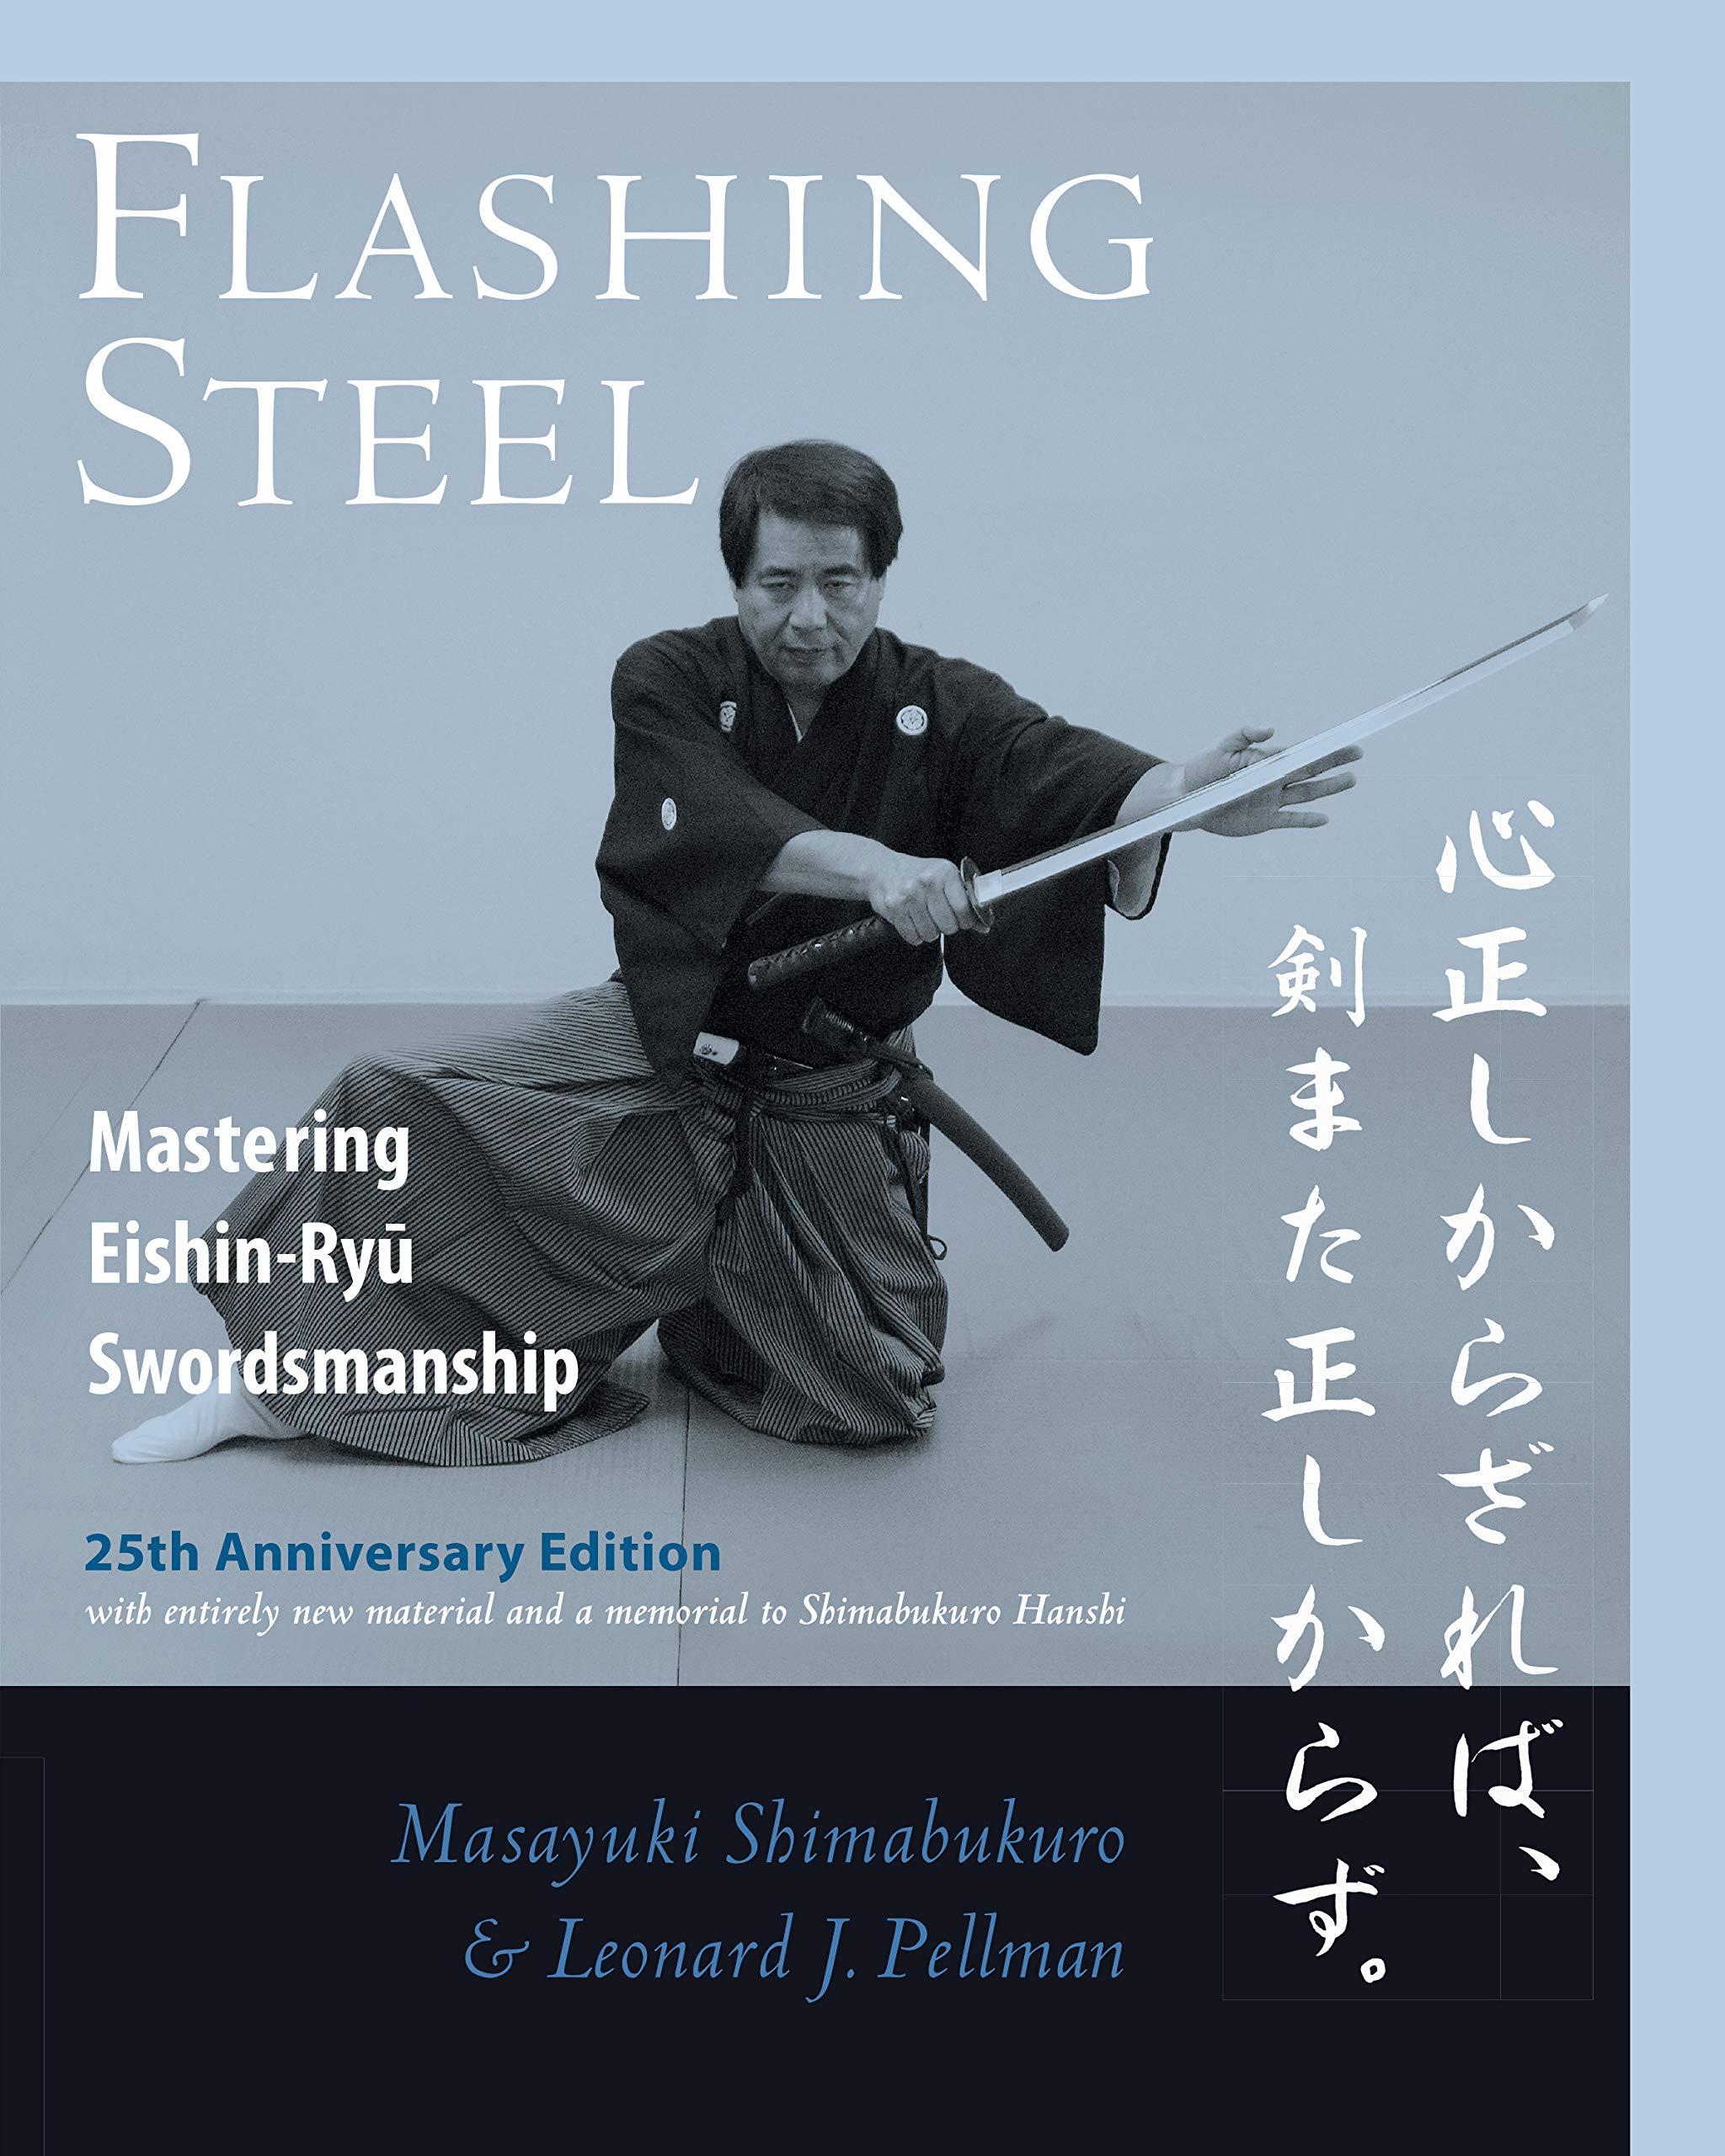 FLASHING
STEEL
Mastering
Eishin-Ryū
Swordsmanship
25th Anniversary Edition
with entirely new material and a memorial to Shimabukuro Hanshi
Masayuki Shimabukuro
& Leonard J. Pellman
心正しからざれば、
剣また正しからず。